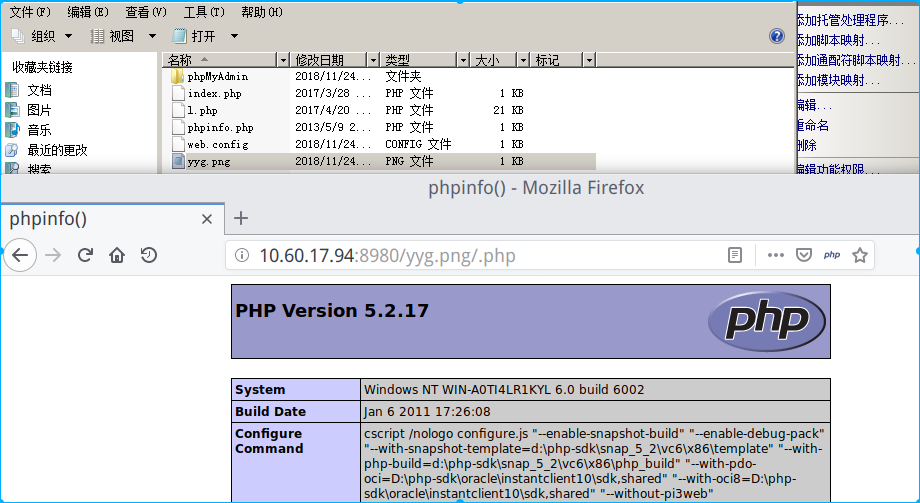 文件(F) 编辑(E) 查看(V) 工具(T) 帮助(H)
组织 视图 打开
名称 修改日期 类型 大小 标记
收藏夹链接
文档
图片
音乐
最近的更改
搜索
phpMyAdmin 2018/11/24... 文件夹
index.php 2017/3/28 ... PHP 文件 1 KB
l.php 2017/4/20 ... PHP 文件 21 KB
phpinfo.php 2013/5/9 2... PHP 文件 1 KB
web.config 2018/11/24... CONFIG 文件 1 KB
yyg.png 2018/11/24... PNG 文件 1 KB
添加托管处理程序...
添加脚本映射...
添加通配符脚本映射...
添加模块映射...
编辑...
重命名
删除
编辑功能权限...
phpinfo() - Mozilla Firefox
phpinfo()
10.60.17.94:8980/yyg.png/.php
php
PHP Version 5.2.17
php
System Windows NT WIN-A0TI4LR1KYL 6.0 build 6002
Build Date Jan 6 2011 17:26:08
Configure Command
cscript /nologo configure.js "--enable-snapshot-build" "--enable-debug-pack"
"--with-snapshot-template=d:\php-sdk\snap_5_2\vc6\x86\template" "--with-
php-build=d:\php-sdk\snap_5_2\vc6\x86\php_build" "--with-pdo-
oci=D:\php-sdk\oracle\instantclient10\sdk,shared" "--with-oci8=D:\php-
sdk\oracle\instantclient10\sdk,shared" "--without-pi3web"